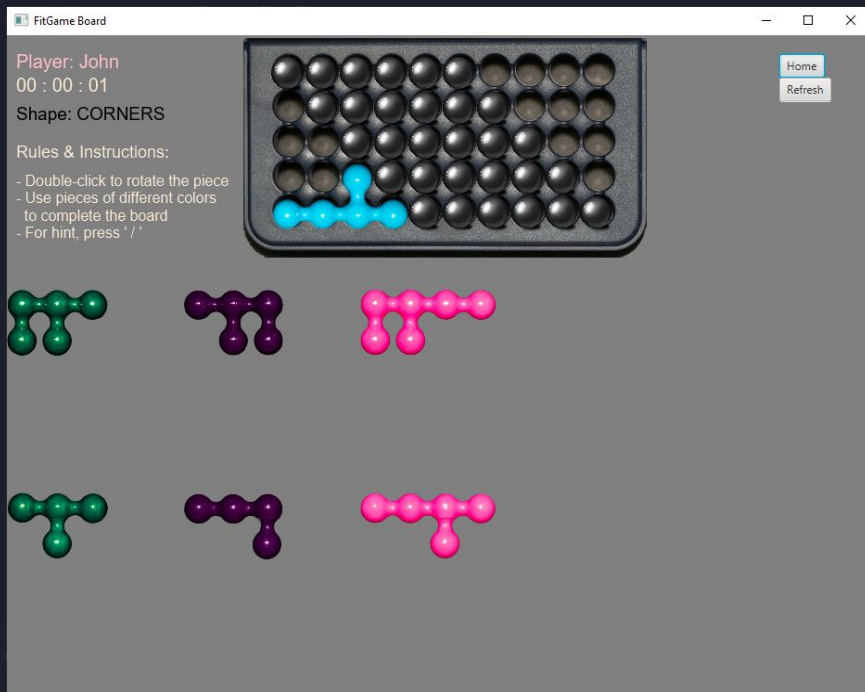 FitGame Board
Player: John
00 : 00 : 01
Shape: CORNERS
Rules & Instructions:
- Double-click to rotate the piece
- Use pieces of different colors
to complete the board
- For hint, press ' / '
Home
Refresh